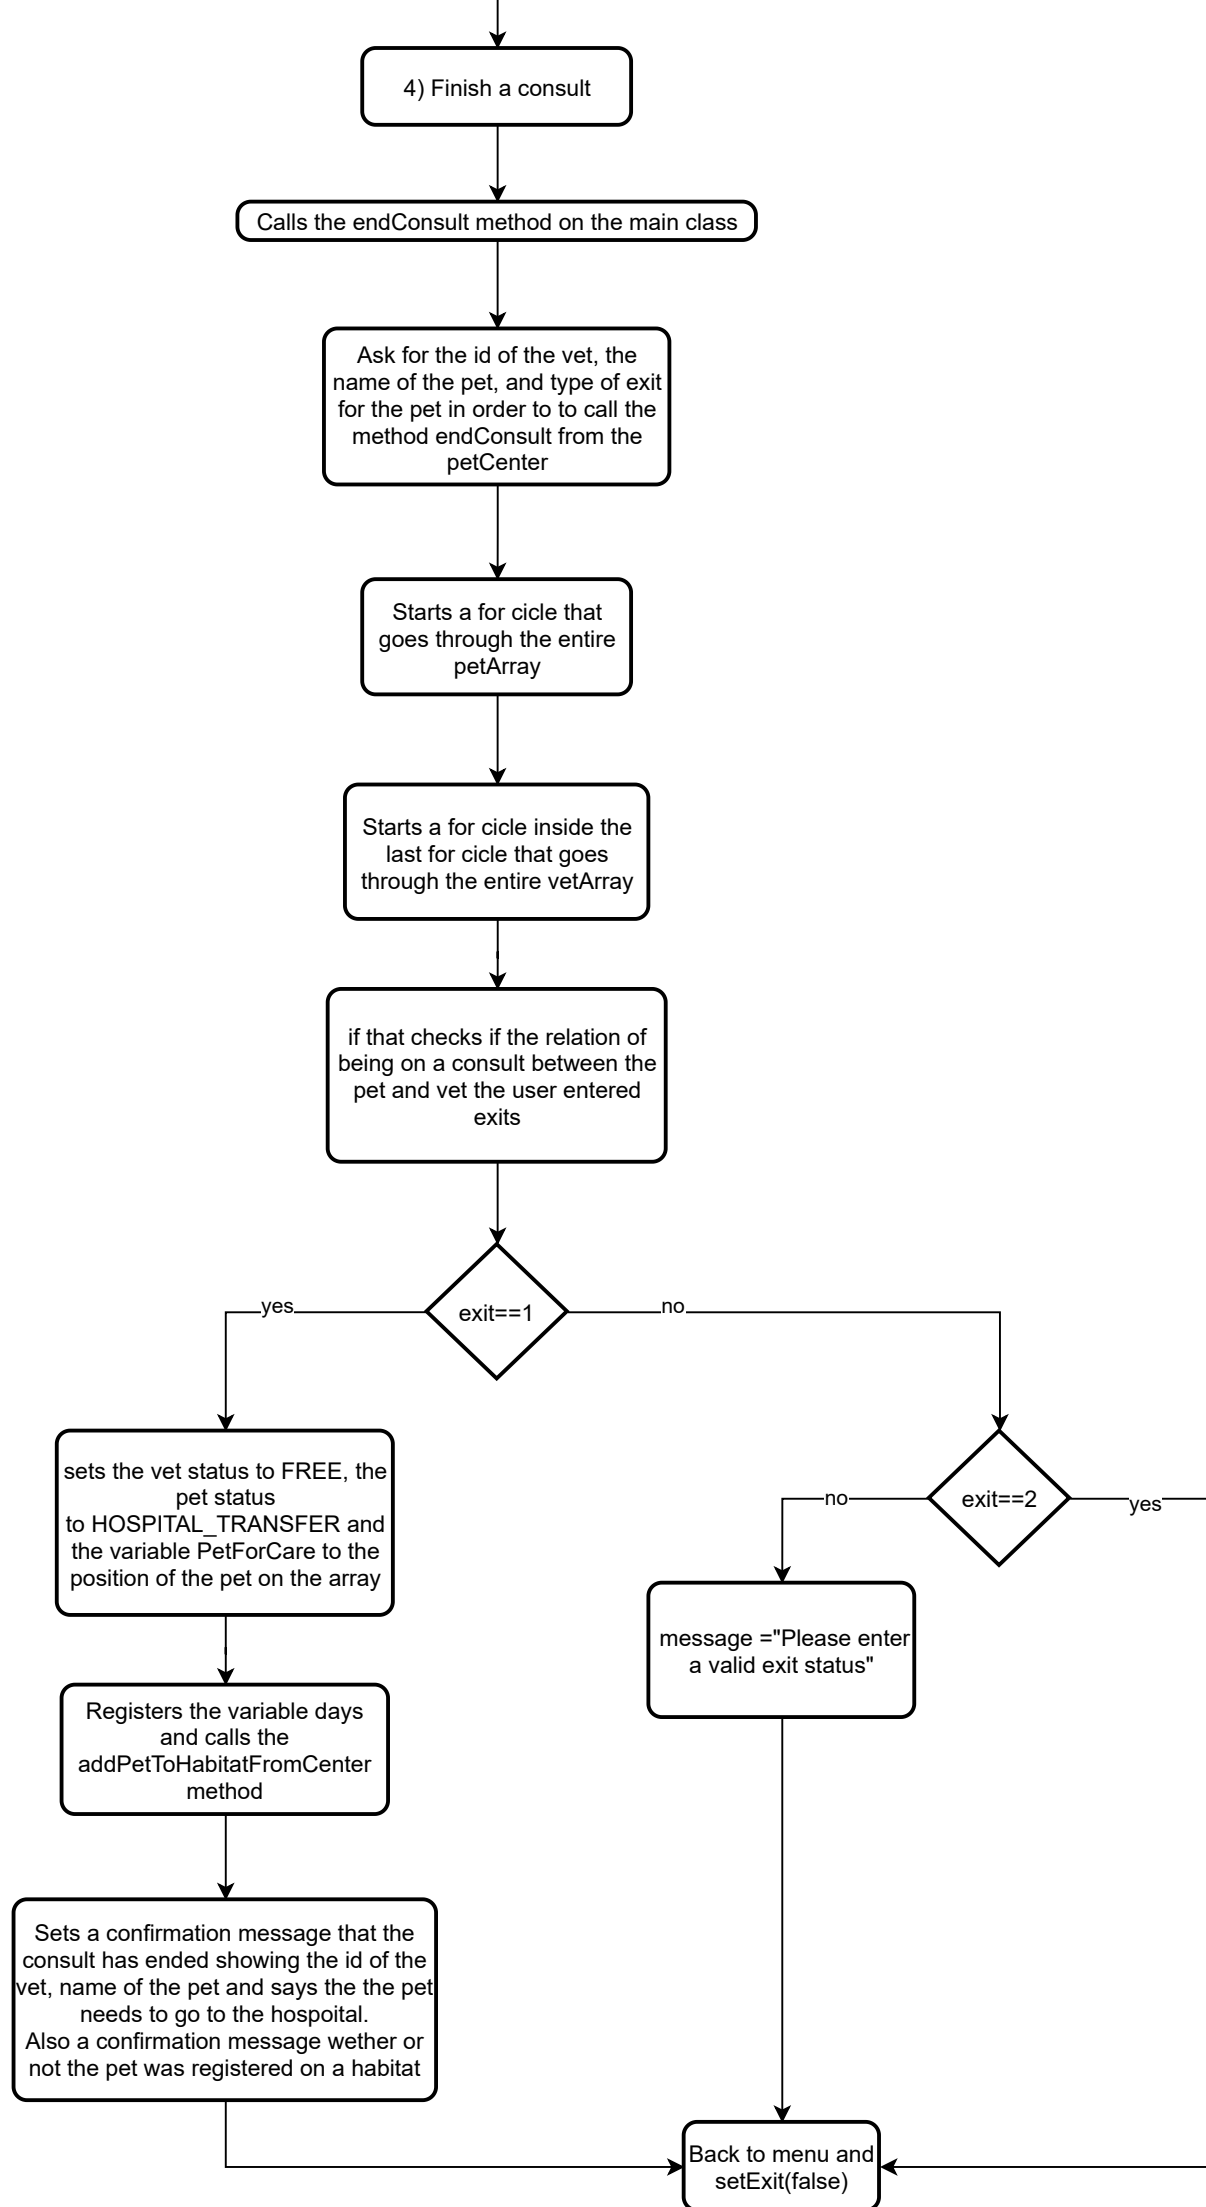 4) Finish a consult
Calls the endConsult method on the main class
Ask for the id of the vet, the
name of the pet, and type of exit
for the pet in order to to call the
method endConsult from the
petCenter
Starts a for cicle that
goes through the entire
petArray
Starts a for cicle inside the
last for cicle that goes
through the entire vetArray
if that checks if the relation of
being on a consult between the
pet and vet the user entered
exits
exit==1
yes
no
sets the vet status to FREE, the
pet status
to HOSPITAL_TRANSFER and
the variable PetForCare to the
position of the pet on the array
exit==2
no
yes
message ="Please enter
a valid exit status"
Registers the variable days
and calls the
addPetToHabitatFromCenter
method
Sets a confirmation message that the
consult has ended showing the id of the
vet, name of the pet and says the the pet
needs to go to the hospoital.
Also a confirmation message wether or
not the pet was registered on a habitat
Back to menu and
setExit(false)